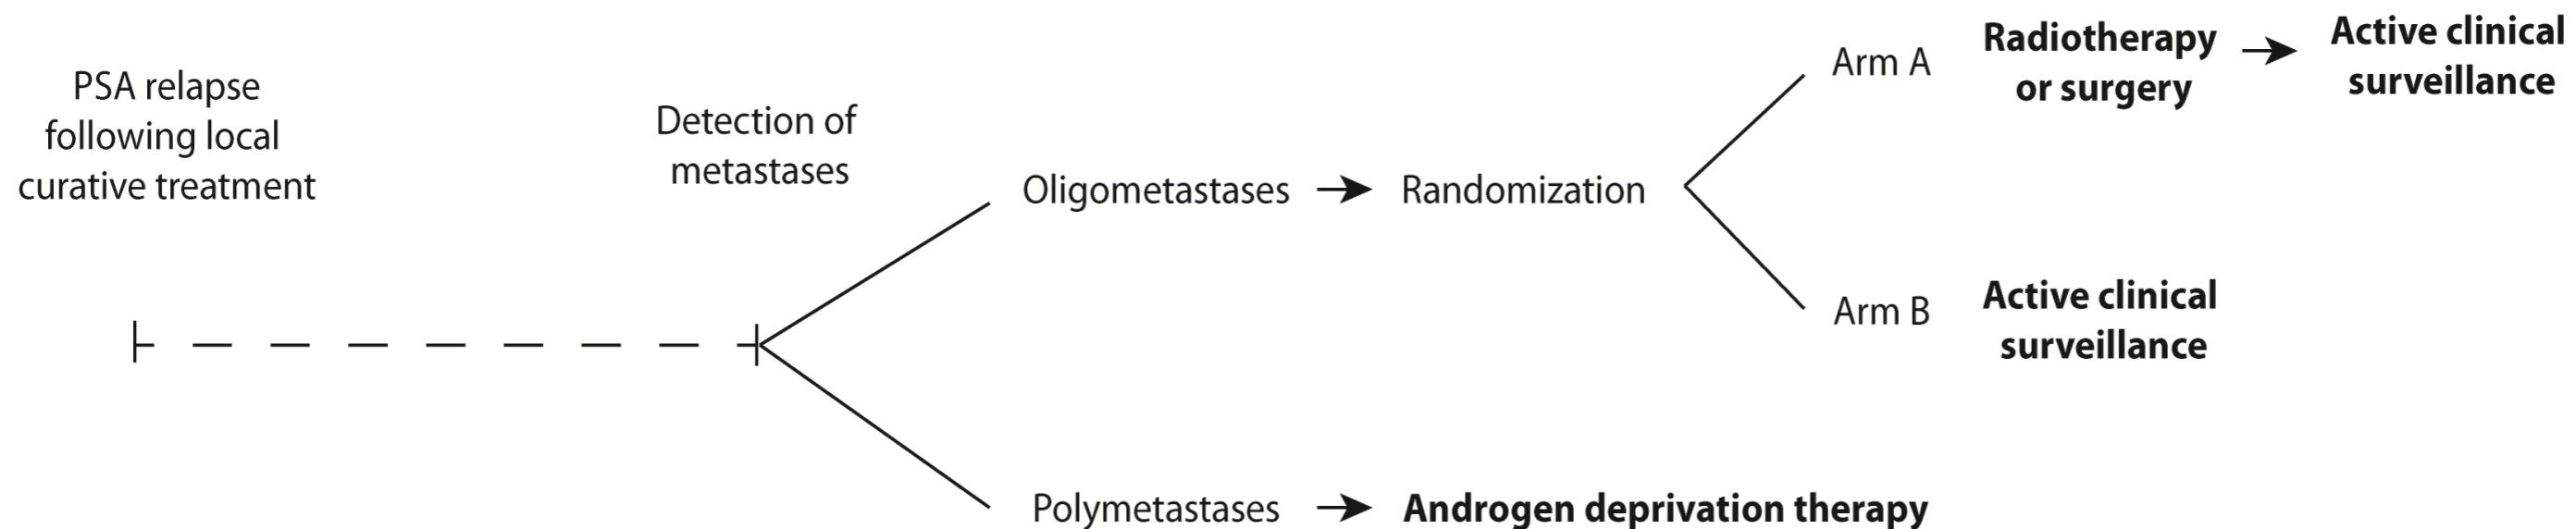 PSA relapse
following local
curative treatment
Detection of
metastases
Oligometastases
Randomization
Arm A
Radiotherapy
or surgery
Active clinical
surveillance
Arm B
Active clinical
surveillance
Polymetastases
Androgen deprivation therapy